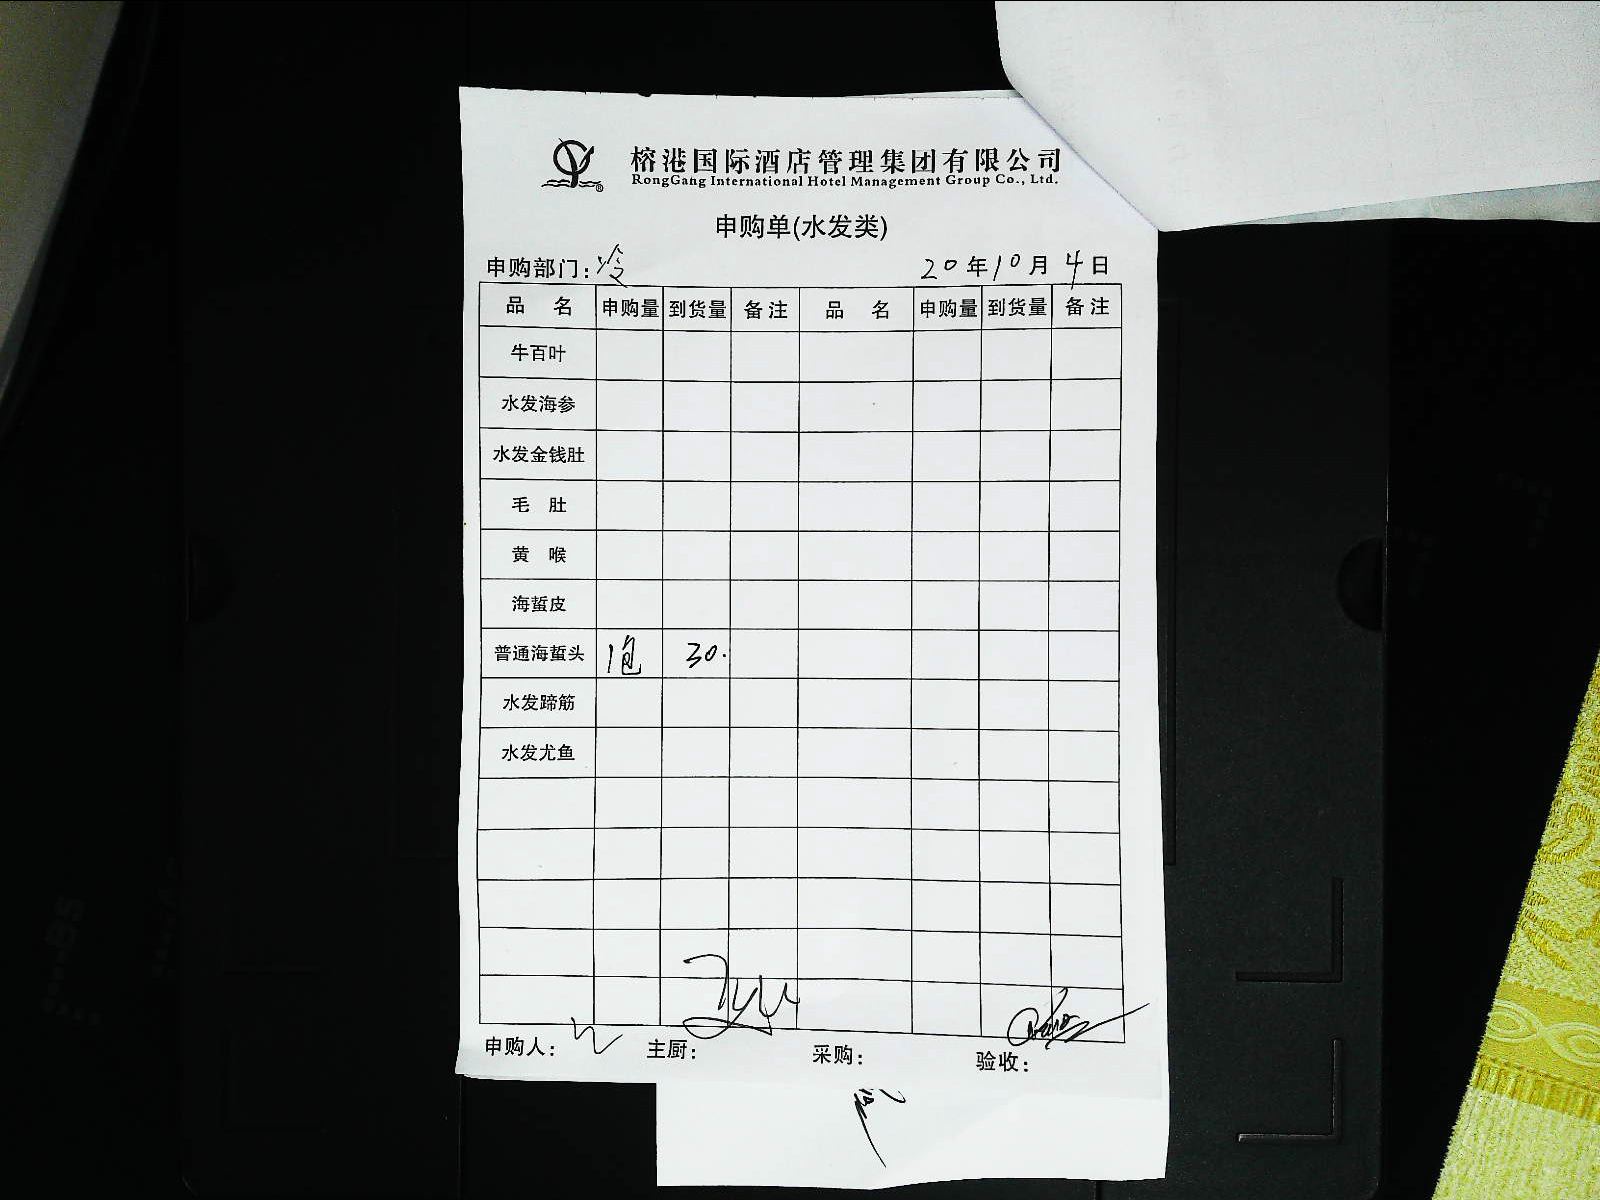 榕港国际酒店管理集团有限公司
RongGang International Hotel Management Group Co., Ltd.
申购单(水发类)
申购部门:冷 20年10月4日
品 名 申购量 到货量 备注 品 名 申购量 到货量 备注
牛百叶
水发海参
水发金钱肚
毛 肚
黄 喉
海蜇皮
普通海蜇头 1包 30.
水发蹄筋
水发尤鱼
申购人: 主厨: 采购: 验收: